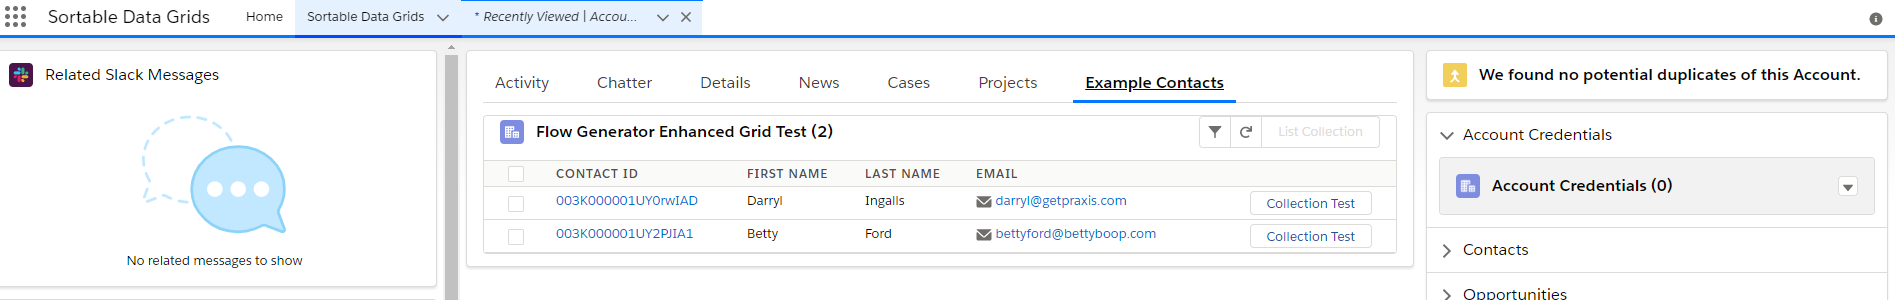 Sortable Data Grids
Home
Sortable Data Grids
* Recently Viewed | Accou...
Related Slack Messages
No related messages to show
Activity
Chatter
Details
News
Cases
Projects
Example Contacts
Flow Generator Enhanced Grid Test (2)
List Collection
CONTACT ID FIRST NAME LAST NAME EMAIL
003K000001UY0rwIAD Darryl Ingalls darryl@getpraxis.com Collection Test
003K000001UY2PJIA1 Betty Ford bettyford@bettyboop.com Collection Test
We found no potential duplicates of this Account.
Account Credentials
Account Credentials (0)
Contacts
Opportunities